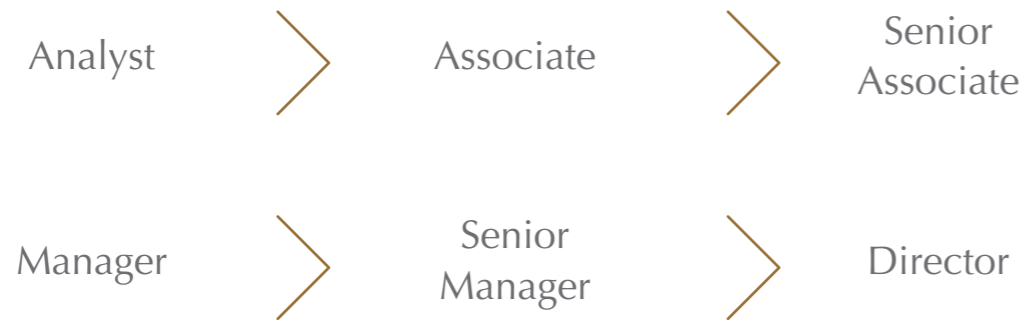 Analyst
Associate
Senior
Associate
Manager
Senior
Manager
Director